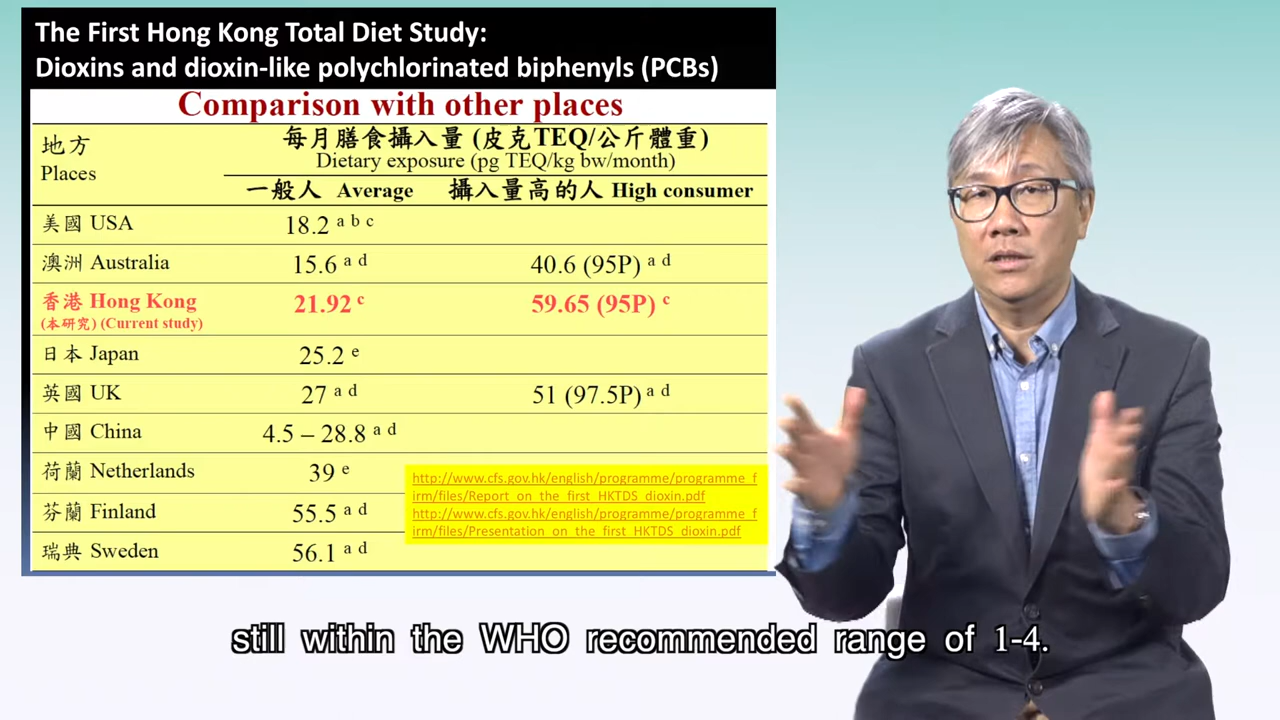 The First Hong Kong Total Diet Study:
Dioxins and dioxin-like polychlorinated biphenyls (PCBs)
Comparison with other places
地方
Places
每月膳食攝入量 (皮克TEQ/公斤體重)
Dietary exposure (pg TEQ/kg bw/month)
一般人 Average
攝入量高的人 High consumer
美國 USA 18.2 a b c
澳洲 Australia 15.6 a d 40.6 (95P) a d
香港 Hong Kong 21.92 c 59.65 (95P) c
(本研究) (Current study)
日本 Japan 25.2 e
英國 UK 27 a d 51 (97.5P) a d
中國 China 4.5 – 28.8 a d
荷蘭 Netherlands 39 e
芬蘭 Finland 55.5 a d
瑞典 Sweden 56.1 a d
http://www.cfs.gov.hk/english/programme/programme_f
irm/files/Report_on_the_first_HKTDS_dioxin.pdf
http://www.cfs.gov.hk/english/programme/programme_f
irm/files/Presentation_on_the_first_HKTDS_dioxin.pdf
still within the WHO recommended range of 1-4.